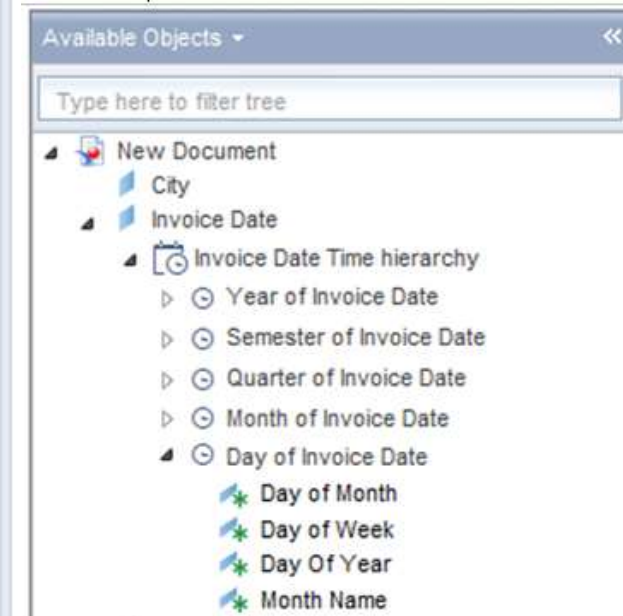 Available Objects
Type here to filter tree
New Document
City
Invoice Date
Invoice Date Time hierarchy
Year of Invoice Date
Semester of Invoice Date
Quarter of Invoice Date
Month of Invoice Date
Day of Invoice Date
Day of Month
Day of Week
Day Of Year
Month Name